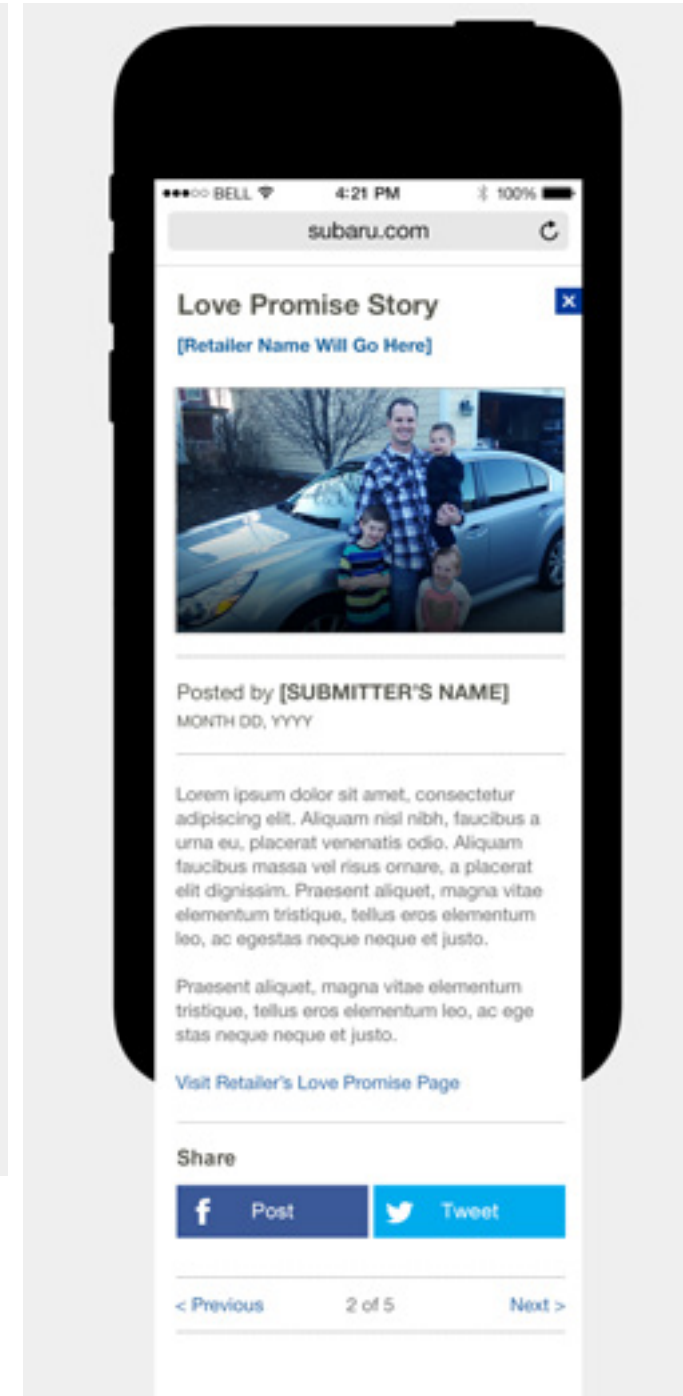 BELL 4:21 PM 100%
subaru.com
Love Promise Story
[Retailer Name Will Go Here]
Posted by [SUBMITTER'S NAME]
MONTH DD, YYYY
Lorem ipsum dolor sit amet, consectetur
adipiscing elit. Aliquam nisl nibh, faucibus a
urna eu, placerat venenatis odio. Aliquam
faucibus massa vel risus ornare, a placerat
elit dignissim. Praesent aliquet, magna vitae
elementum tristique, tellus eros elementum
leo, ac egestas neque neque et justo.
Praesent aliquet, magna vitae elementum
tristique, tellus eros elementum leo, ac ege
stas neque neque et justo.
Visit Retailer's Love Promise Page
Share
f Post Tweet
< Previous 2 of 5 Next >